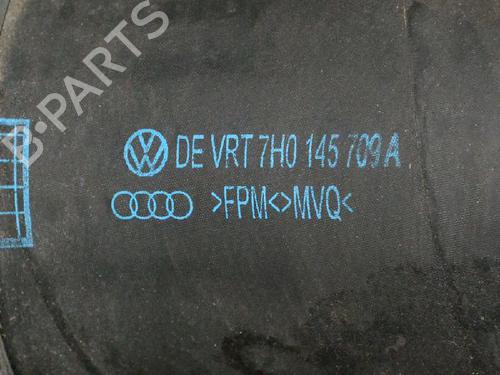 B-PARTS
DE VRT 7H0 145 709 A
>FPM<>MVQ<